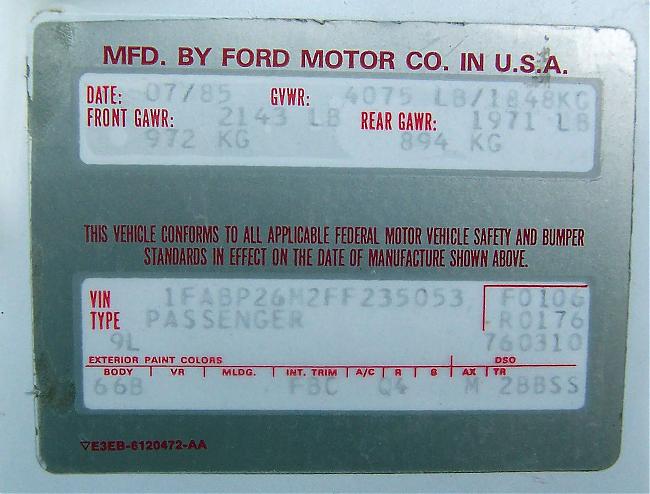 MFD. BY FORD MOTOR CO. IN U.S.A.
DATE: 07/85 GVWR: 4075 LB/1848KG
FRONT GAWR: 2143 LB REAR GAWR: 1971 LB
972 KG 894 KG
THIS VEHICLE CONFORMS TO ALL APPLICABLE FEDERAL MOTOR VEHICLE SAFETY AND BUMPER
STANDARDS IN EFFECT ON THE DATE OF MANUFACTURE SHOWN ABOVE.
VIN 1FABP26M2FF235053 F0106
TYPE PASSENGER R0176
9L 760310
EXTERIOR PAINT COLORS DSO
BODY VR MLDG. INT. TRIM A/C R S AX TR
66B FBC Q4 M 2BBSS
▽E3EB-6120472-AA